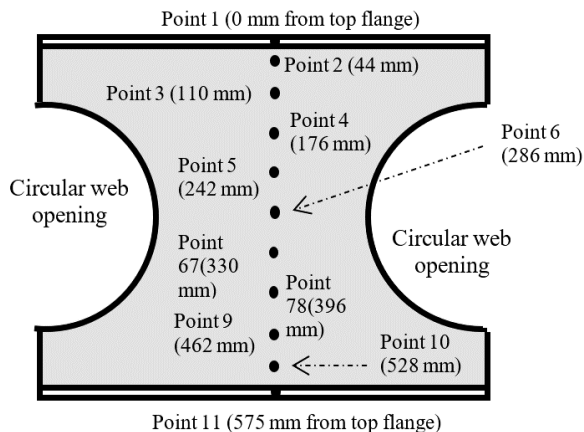 Point 1 (0 mm from top flange)
Point 2 (44 mm)
Point 3 (110 mm)
Point 4
(176 mm)
Point 6
(286 mm)
Point 5
(242 mm)
Circular web
opening
Circular web
opening
Point
67(330
mm)
Point
78(396
mm)
Point 9
(462 mm)
Point 10
(528 mm)
Point 11 (575 mm from top flange)